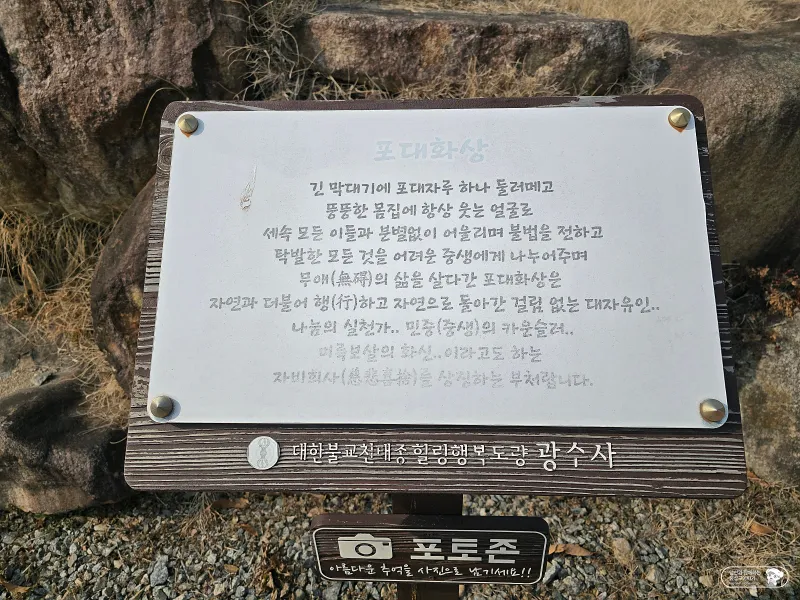 포대화상
긴 막대기에 포대자루 하나 둘러메고
뚱뚱한 몸집에 항상 웃는 얼굴로
세속 모든 이들과 분별없이 어울리며 불법을 전하고
탁발한 모든 것을 어려운 중생에게 나누어주며
무애(無礙)의 삶을 살다간 포대화상은
자연과 더불어 행(行)하고 자연으로 돌아간 걸림 없는 대자유인..
나눔의 실천가.. 민중(중생)의 카운슬러..
미륵보살의 화신..이라고도 하는
자비희사(慈悲喜捨)를 상징하는 부처랍니다.
대한불교천태종힐링행복도량 광수사
포토존
아름다운 추억을 사진으로 남기세요!!